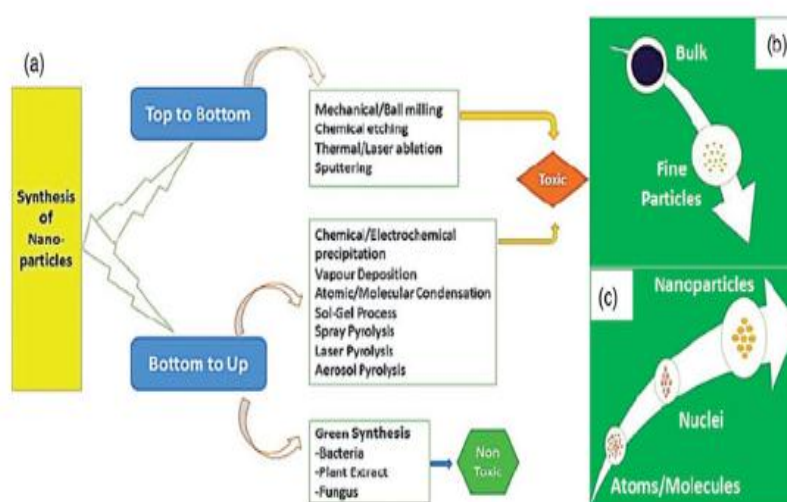 (a)
Synthesis
of
Nano-
particles
Top to Bottom
Mechanical/Ball milling
Chemical etching
Thermal/Laser ablation
Sputtering
Toxic
Chemical/Electrochemical
precipitation
Vapour Deposition
Atomic/Molecular Condensation
Sol-Gel Process
Spray Pyrolysis
Laser Pyrolysis
Aerosol Pyrolysis
Bottom to Up
Green Synthesis
-Bacteria
-Plant Extract
-Fungus
Non
Toxic
(b)
Bulk
Fine
Particles
(c)
Nanoparticles
Nuclei
Atoms/Molecules